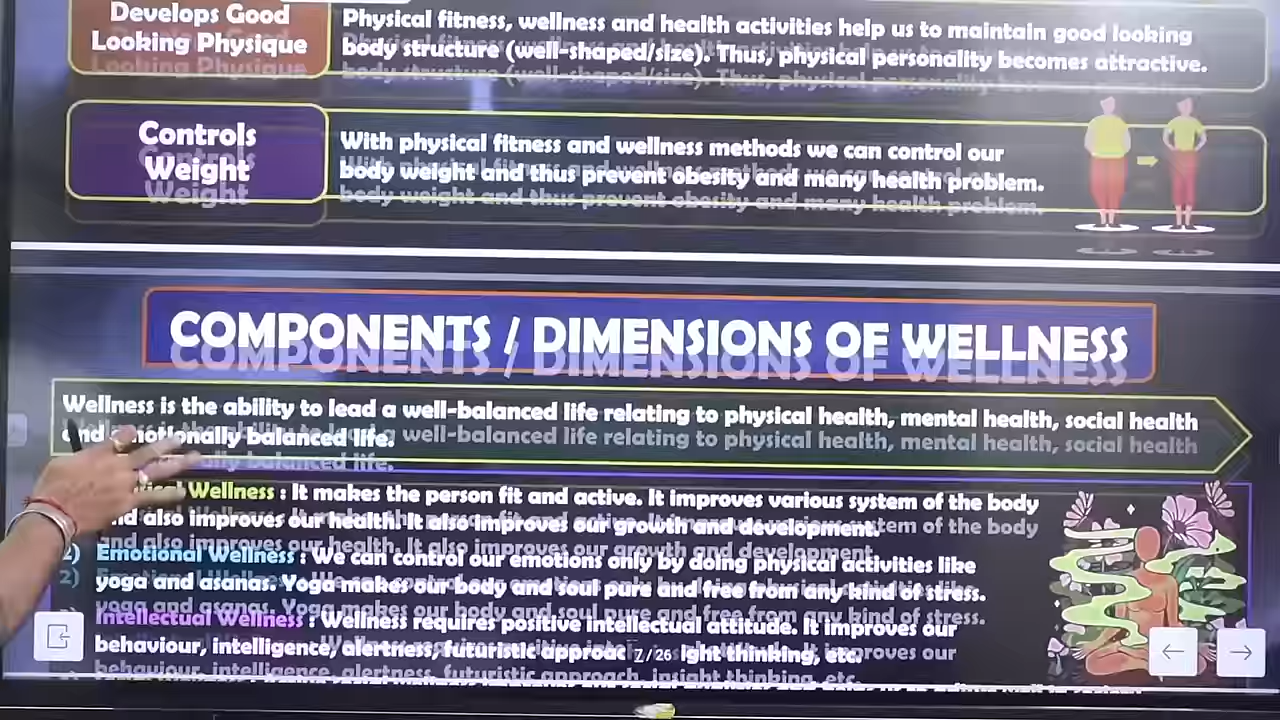 Develops Good
Looking Physique
Physical fitness, wellness and health activities help us to maintain good looking
body structure (well-shaped/size). Thus, physical personality becomes attractive.
Controls
Weight
With physical fitness and wellness methods we can control our
body weight and thus prevent obesity and many health problem.
COMPONENTS / DIMENSIONS OF WELLNESS
Wellness is the ability to lead a well-balanced life relating to physical health, mental health, social health
and emotionally balanced life.
Wellness : It makes the person fit and active. It improves various system of the body
and also improves our health. It also improves our growth and development.
2) Emotional Wellness : We can control our emotions only by doing physical activities like
yoga and asanas. Yoga makes our body and soul pure and free from any kind of stress.
Intellectual Wellness : Wellness requires positive intellectual attitude. It improves our
behaviour, intelligence, alertness, futuristic approach, insight thinking, etc.
7/26